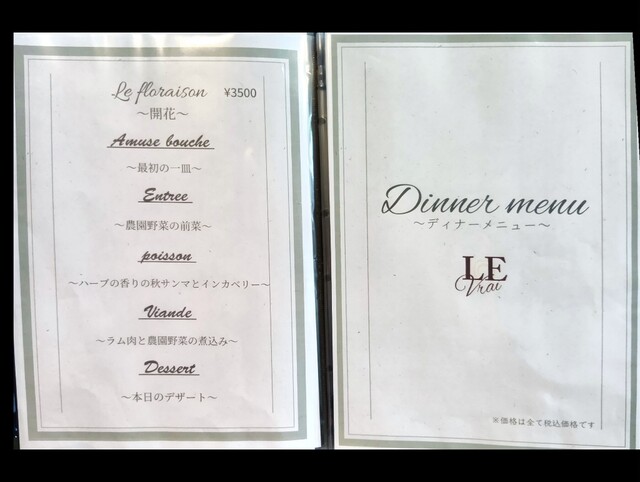 Le floraison ¥3500
～開花～
Amuse bouche
～最初の一皿～
Entree
～農園野菜の前菜～
poisson
～ハーブの香りの秋サンマとインカベリー～
Viande
～ラム肉と農園野菜の煮込み～
Dessert
～本日のデザート～
Dinner menu
～ディナーメニュー～
LE
Vrai
※価格は全て税込価格です